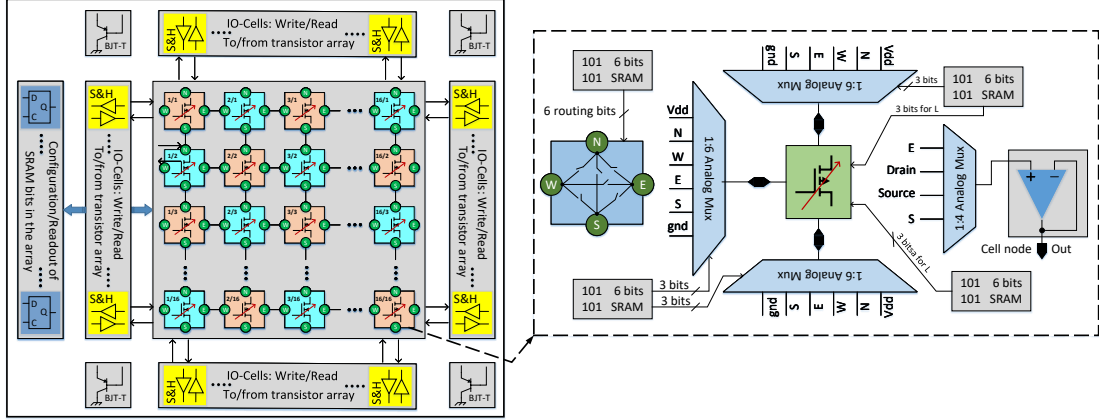 BJT-T
S&H
IO-Cells: Write/Read
To/from transistor array
S&H
BJT-T
D
Q
C
Configuration/Readout of
SRAM bits in the array
D
Q
C
S&H
IO-Cells: Write/Read
To/from transistor array
S&H
1/1
2/1
3/1
16/1
1/2
2/2
3/2
16/2
1/3
2/3
3/3
16/3
1/16
2/16
3/16
16/16
N
W
E
S
S&H
IO-Cells: Write/Read
To/from transistor array
S&H
BJT-T
S&H
IO-Cells: Write/Read
To/from transistor array
S&H
BJT-T
101 6 bits
101 SRAM
6 routing bits
N
W
E
S
Vdd
N
W
E
S
gnd
1:6 Analog Mux
gnd
S
E
W
N
Vdd
1:6 Analog Mux
3 bits
101 6 bits
101 SRAM
3 bits for L
E
Drain
Source
S
1:4 Analog Mux
+
−
Cell node
Out
3 bitsa for L
101 6 bits
101 SRAM
101 6 bits
101 SRAM
3 bits
3 bits
1:6 Analog Mux
gnd
S
E
W
N
Vdd